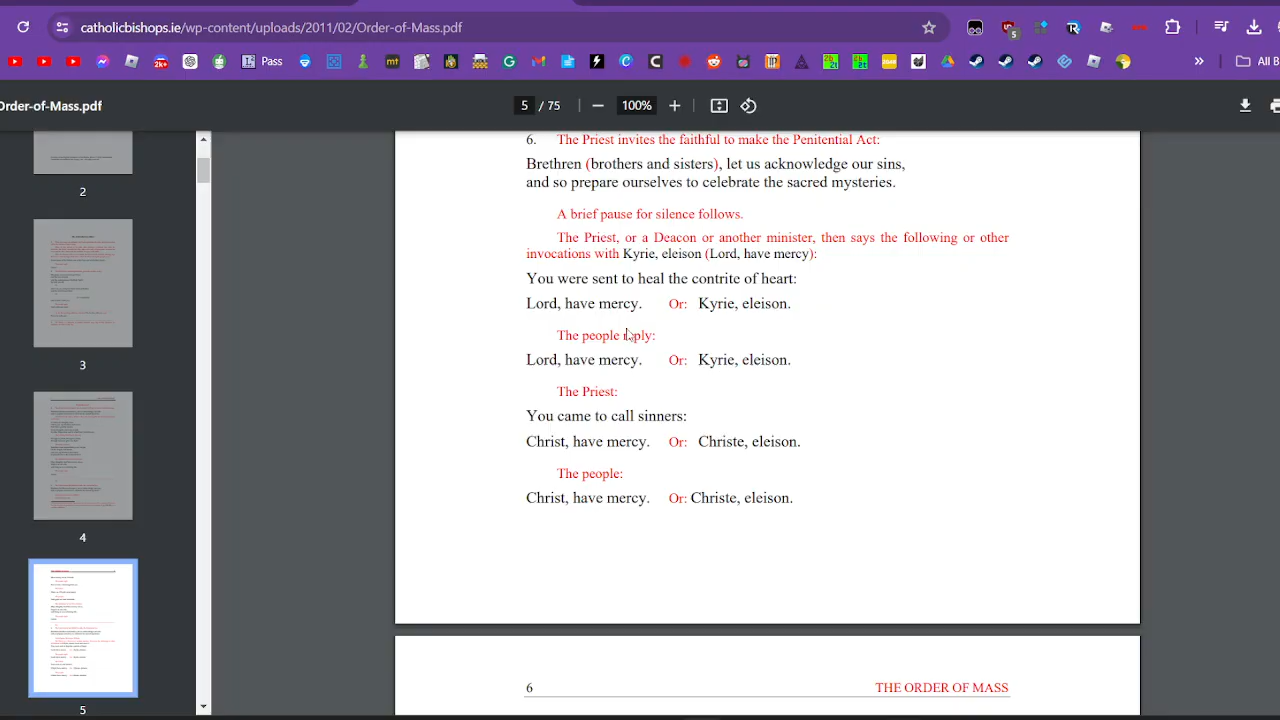 catholicbishops.ie/wp-content/uploads/2011/02/Order-of-Mass.pdf
Pass
All B
Order-of-Mass.pdf
5 / 75
100%
2
3
4
5
6. The Priest invites the faithful to make the Penitential Act:
Brethren (brothers and sisters), let us acknowledge our sins,
and so prepare ourselves to celebrate the sacred mysteries.
A brief pause for silence follows.
The Priest, or a Deacon or another minister, then says the following or other
invocations with Kyrie, eleison (Lord, have mercy):
You were sent to heal the contrite of heart:
Lord, have mercy. Or: Kyrie, eleison.
The people reply:
Lord, have mercy. Or: Kyrie, eleison.
The Priest:
You came to call sinners:
Christ, have mercy. Or: Christe, eleison.
The people:
Christ, have mercy. Or: Christe, eleison.
6 THE ORDER OF MASS